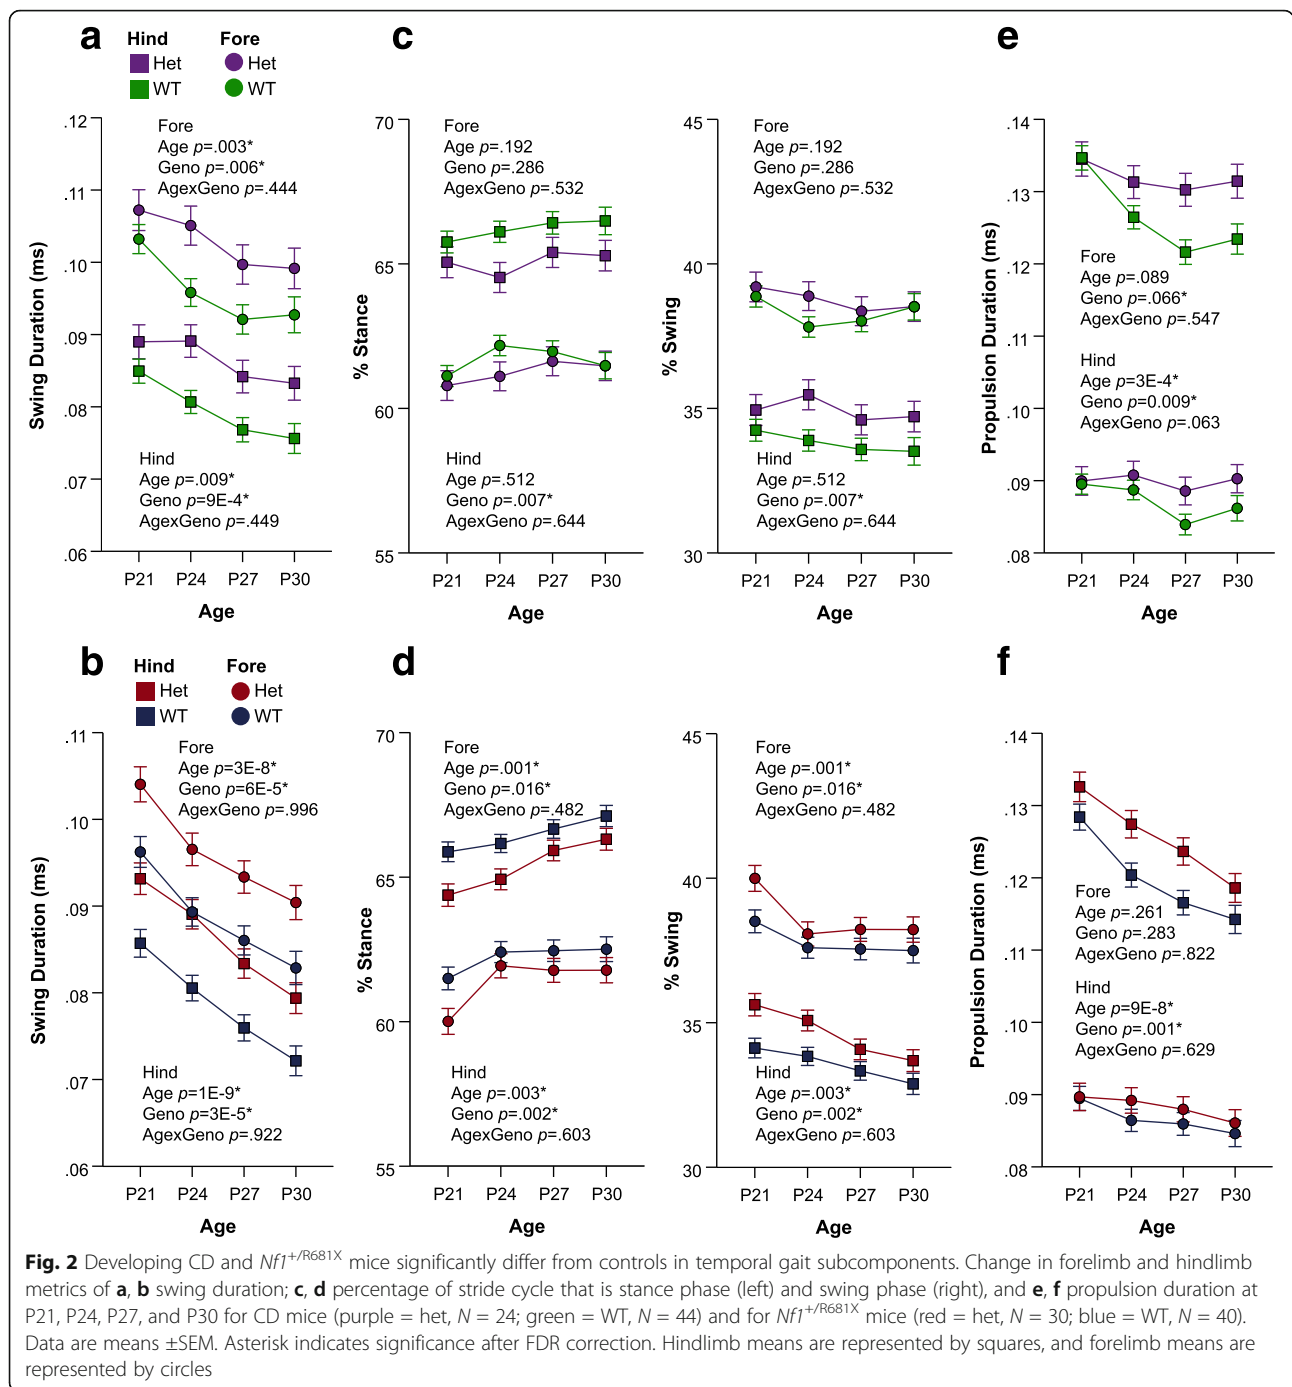 a
Hind Fore
Het Het
WT WT
.12
.11
.10
.09
.08
.07
.06
Swing Duration (ms)
Fore
Age p=.003*
Geno p=.006*
AgexGeno p=.444
Hind
Age p=.009*
Geno p=9E-4*
AgexGeno p=.449
P21 P24 P27 P30
Age
c
70
65
60
55
% Stance
Fore
Age p=.192
Geno p=.286
AgexGeno p=.532
Hind
Age p=.512
Geno p=.007*
AgexGeno p=.644
P21 P24 P27 P30
Age
45
40
35
30
% Swing
Fore
Age p=.192
Geno p=.286
AgexGeno p=.532
Hind
Age p=.512
Geno p=.007*
AgexGeno p=.644
P21 P24 P27 P30
Age
e
.14
.13
.12
.11
.10
.09
.08
Propulsion Duration (ms)
Fore
Age p=.089
Geno p=.066*
AgexGeno p=.547
Hind
Age p=3E-4*
Geno p=0.009*
AgexGeno p=.063
P21 P24 P27 P30
Age
b
Hind Fore
Het Het
WT WT
.11
.10
.09
.08
.07
.06
Swing Duration (ms)
Fore
Age p=3E-8*
Geno p=6E-5*
AgexGeno p=.996
Hind
Age p=1E-9*
Geno p=3E-5*
AgexGeno p=.922
P21 P24 P27 P30
Age
d
70
65
60
55
% Stance
Fore
Age p=.001*
Geno p=.016*
AgexGeno p=.482
Hind
Age p=.003*
Geno p=.002*
AgexGeno p=.603
P21 P24 P27 P30
Age
45
40
35
30
% Swing
Fore
Age p=.001*
Geno p=.016*
AgexGeno p=.482
Hind
Age p=.003*
Geno p=.002*
AgexGeno p=.603
P21 P24 P27 P30
Age
f
.14
.13
.12
.11
.10
.09
.08
Propulsion Duration (ms)
Fore
Age p=.261
Geno p=.283
AgexGeno p=.822
Hind
Age p=9E-8*
Geno p=.001*
AgexGeno p=.629
P21 P24 P27 P30
Age
Fig. 2 Developing CD and Nf1+/R681X mice significantly differ from controls in temporal gait subcomponents. Change in forelimb and hindlimb
metrics of a, b swing duration; c, d percentage of stride cycle that is stance phase (left) and swing phase (right), and e, f propulsion duration at
P21, P24, P27, and P30 for CD mice (purple = het, N = 24; green = WT, N = 44) and for Nf1+/R681X mice (red = het, N = 30; blue = WT, N = 40).
Data are means ±SEM. Asterisk indicates significance after FDR correction. Hindlimb means are represented by squares, and forelimb means are
represented by circles